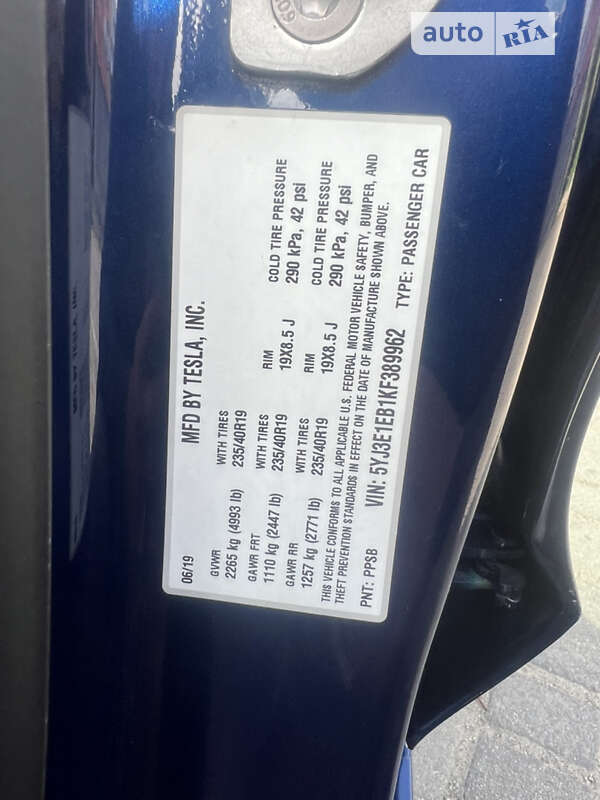 auto RIA
MFD BY TESLA, INC.
06/19
GVWR WITH TIRES RIM COLD TIRE PRESSURE
2265 kg (4993 lb) 235/40R19 19X8.5 J 290 kPa, 42 psi
GAWR FRT WITH TIRES RIM COLD TIRE PRESSURE
1110 kg (2447 lb) 235/40R19 19X8.5 J 290 kPa, 42 psi
GAWR RR WITH TIRES
1257 kg (2771 lb) 235/40R19
THIS VEHICLE CONFORMS TO ALL APPLICABLE U.S. FEDERAL MOTOR VEHICLE SAFETY, BUMPER, AND
THEFT PREVENTION STANDARDS IN EFFECT ON THE DATE OF MANUFACTURE SHOWN ABOVE.
VIN: 5YJ3E1EB1KF389962
PNT: PPSB TYPE: PASSENGER CAR